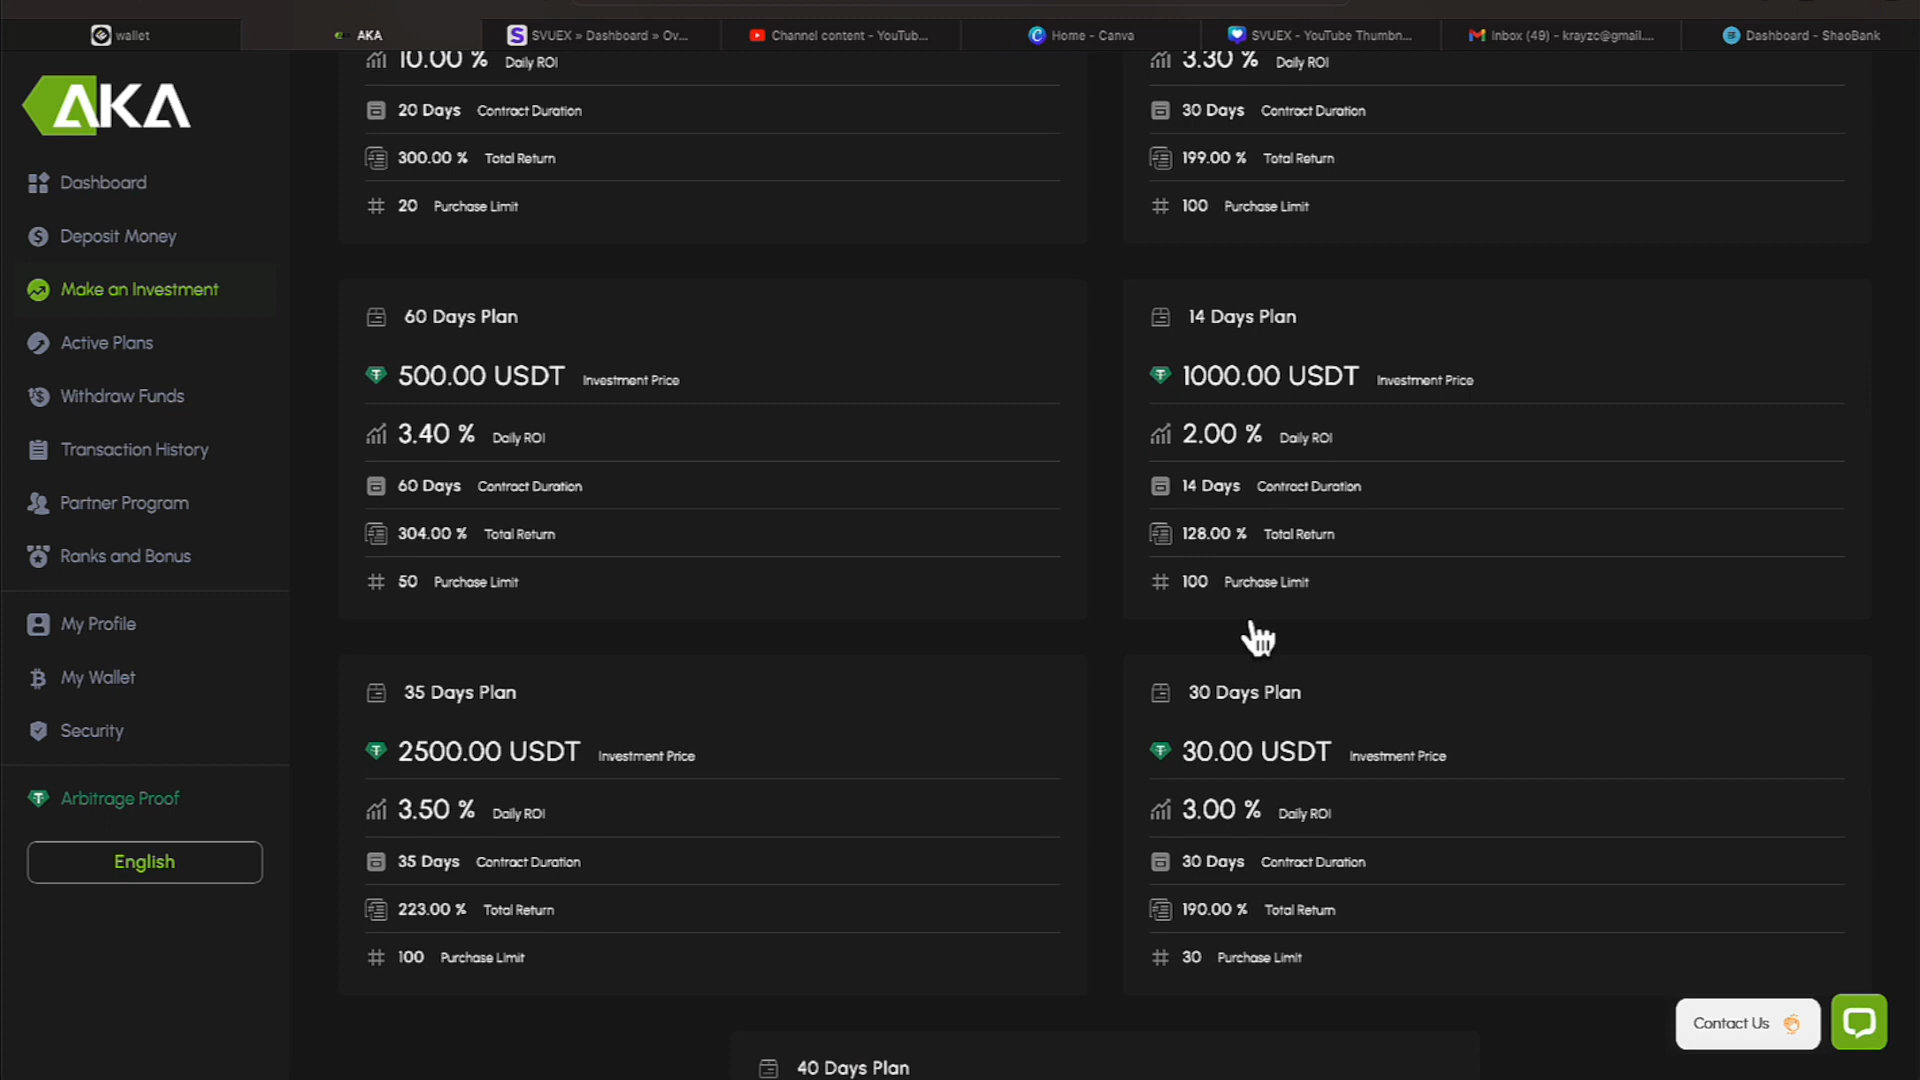 wallet
AKA
SVUEX » Dashboard » Ov...
Channel content - YouTub...
Home - Canva
SVUEX - YouTube Thumbn...
Inbox (49) - krayzc@gmail....
Dashboard - ShaoBank
AKA
Dashboard
Deposit Money
Make an Investment
Active Plans
Withdraw Funds
Transaction History
Partner Program
Ranks and Bonus
My Profile
My Wallet
Security
Arbitrage Proof
English
10.00 % Daily ROI
20 Days Contract Duration
300.00 % Total Return
# 20 Purchase Limit
3.30 % Daily ROI
30 Days Contract Duration
199.00 % Total Return
# 100 Purchase Limit
60 Days Plan
500.00 USDT Investment Price
3.40 % Daily ROI
60 Days Contract Duration
304.00 % Total Return
# 50 Purchase Limit
14 Days Plan
1000.00 USDT Investment Price
2.00 % Daily ROI
14 Days Contract Duration
128.00 % Total Return
# 100 Purchase Limit
35 Days Plan
2500.00 USDT Investment Price
3.50 % Daily ROI
35 Days Contract Duration
223.00 % Total Return
# 100 Purchase Limit
30 Days Plan
30.00 USDT Investment Price
3.00 % Daily ROI
30 Days Contract Duration
190.00 % Total Return
# 30 Purchase Limit
40 Days Plan
Contact Us